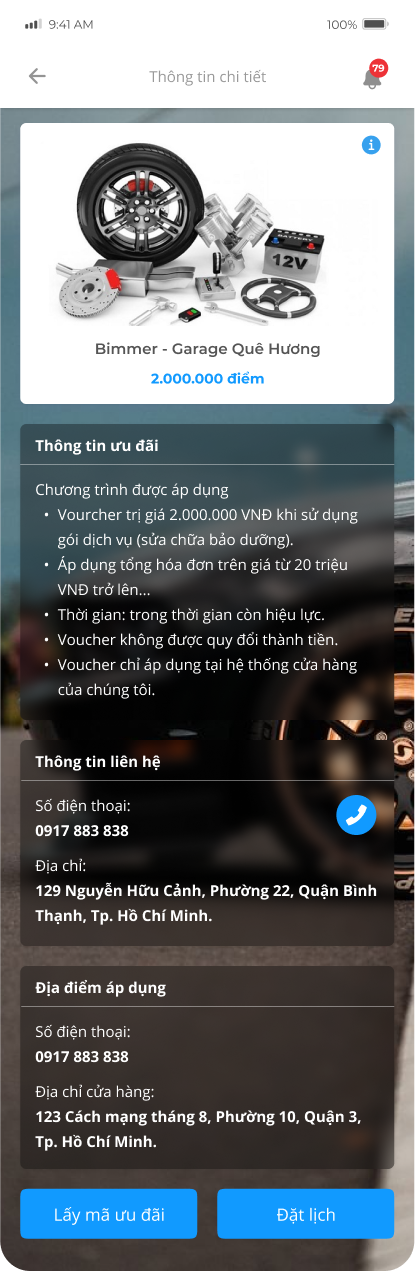 9:41 AM 100%
Thông tin chi tiết
79
BATTERY
12V
Bimmer - Garage Quê Hương
2.000.000 điểm
Thông tin ưu đãi
Chương trình được áp dụng
• Vourcher trị giá 2.000.000 VNĐ khi sử dụng
gói dịch vụ (sửa chữa bảo dưỡng).
• Áp dụng tổng hóa đơn trên giá từ 20 triệu
VNĐ trở lên...
• Thời gian: trong thời gian còn hiệu lực.
• Voucher không được quy đổi thành tiền.
• Voucher chỉ áp dụng tại hệ thống cửa hàng
của chúng tôi.
Thông tin liên hệ
Số điện thoại:
0917 883 838
Địa chỉ:
129 Nguyễn Hữu Cảnh, Phường 22, Quận Bình
Thạnh, Tp. Hồ Chí Minh.
Địa điểm áp dụng
Số điện thoại:
0917 883 838
Địa chỉ cửa hàng:
123 Cách mạng tháng 8, Phường 10, Quận 3,
Tp. Hồ Chí Minh.
Lấy mã ưu đãi
Đặt lịch